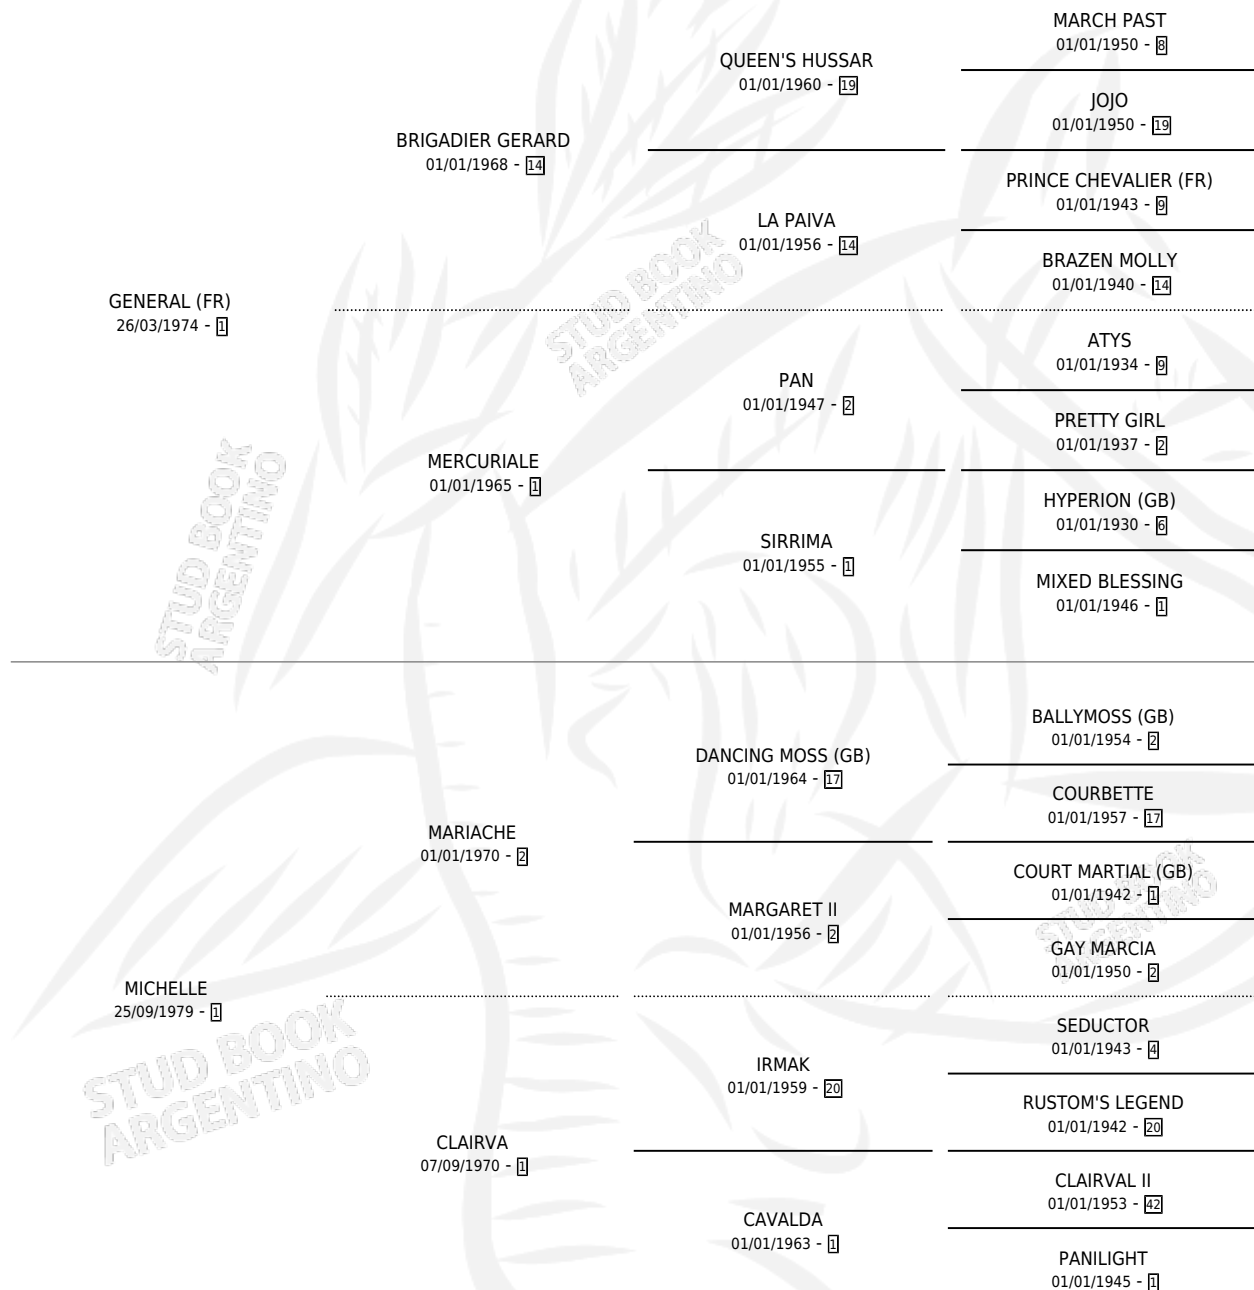 GENERAL (FR)
26/03/1974 - 1
BRIGADIER GERARD
01/01/1968 - 14
QUEEN'S HUSSAR
01/01/1960 - 19
MARCH PAST
01/01/1950 - 8
JOJO
01/01/1950 - 19
LA PAIVA
01/01/1956 - 14
PRINCE CHEVALIER (FR)
01/01/1943 - 9
BRAZEN MOLLY
01/01/1940 - 14
MERCURIALE
01/01/1965 - 1
PAN
01/01/1947 - 2
ATYS
01/01/1934 - 9
PRETTY GIRL
01/01/1937 - 2
SIRRIMA
01/01/1955 - 1
HYPERION (GB)
01/01/1930 - 6
MIXED BLESSING
01/01/1946 - 1
MICHELLE
25/09/1979 - 1
MARIACHE
01/01/1970 - 2
DANCING MOSS (GB)
01/01/1964 - 17
BALLYMOSS (GB)
01/01/1954 - 2
COURBETTE
01/01/1957 - 17
MARGARET II
01/01/1956 - 2
COURT MARTIAL (GB)
01/01/1942 - 1
GAY MARCIA
01/01/1950 - 2
CLAIRVA
07/09/1970 - 1
IRMAK
01/01/1959 - 20
SEDUCTOR
01/01/1943 - 4
RUSTOM'S LEGEND
01/01/1942 - 20
CAVALDA
01/01/1963 - 1
CLAIRVAL II
01/01/1953 - 42
PANILIGHT
01/01/1945 - 1
STUD BOOK
ARGENTINO
STUD BOOK
ARGENTINO
STUD BOOK
ARGENTINO
STUD BOOK
ARGENTINO